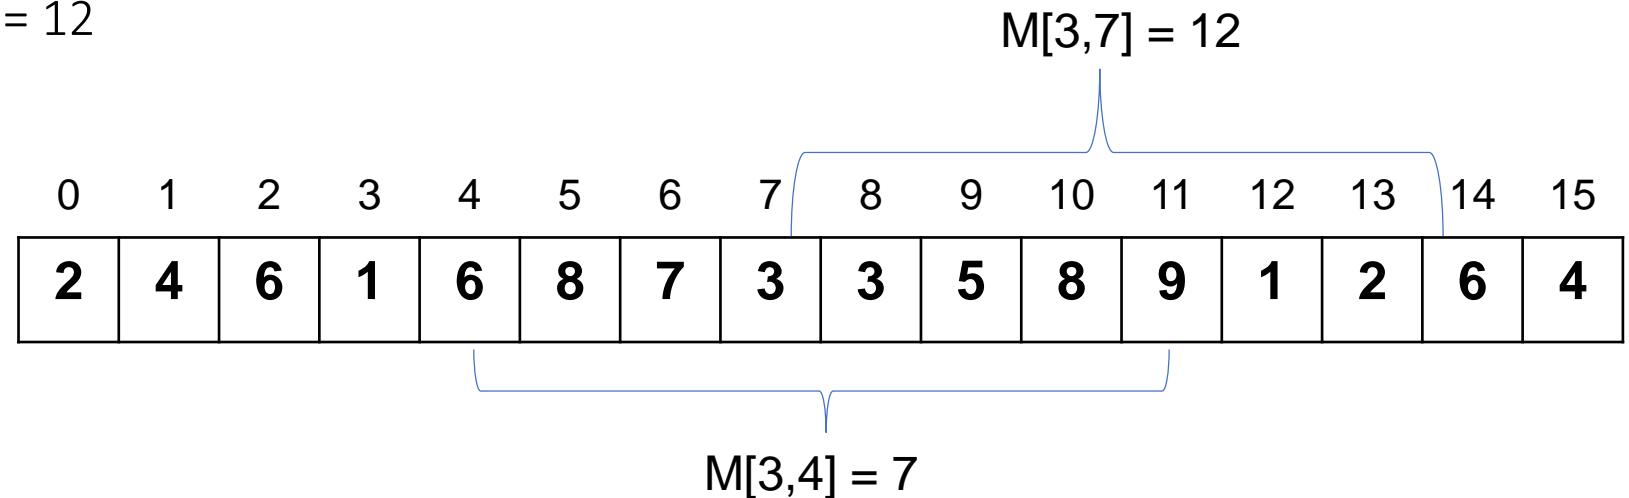 = 12
M[3,7] = 12
0 1 2 3 4 5 6 7 8 9 10 11 12 13 14 15
2 4 6 1 6 8 7 3 3 5 8 9 1 2 6 4
M[3,4] = 7